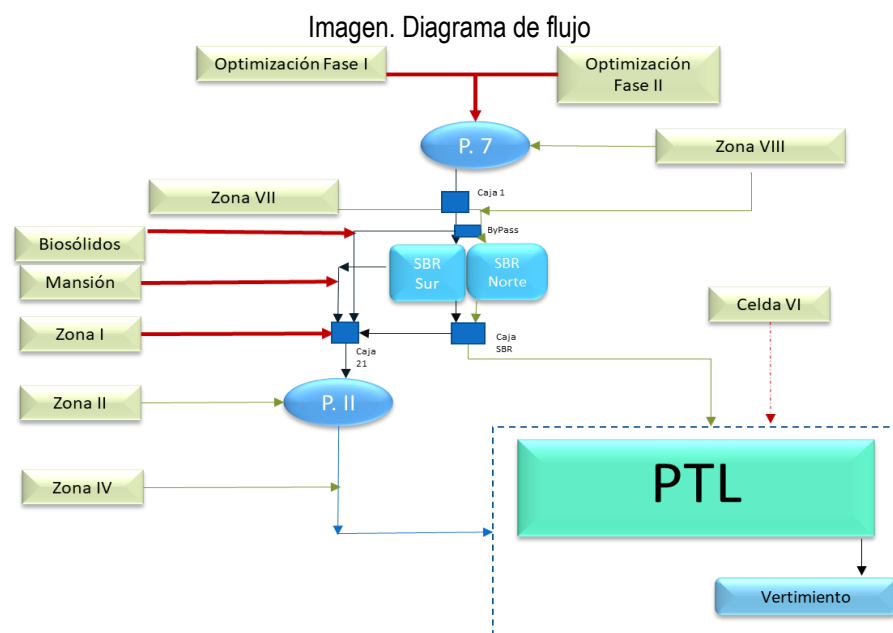 Imagen. Diagrama de flujo
Optimización Fase I
Optimización
Fase II
P. 7
Zona VIII
Zona VII
Caja 1
ByPass
Biosólidos
SBR
Sur
SBR
Norte
Mansión
Celda VI
Zona I
Caja
21
Caja
SBR
Zona II
P. II
PTL
Zona IV
Vertimiento